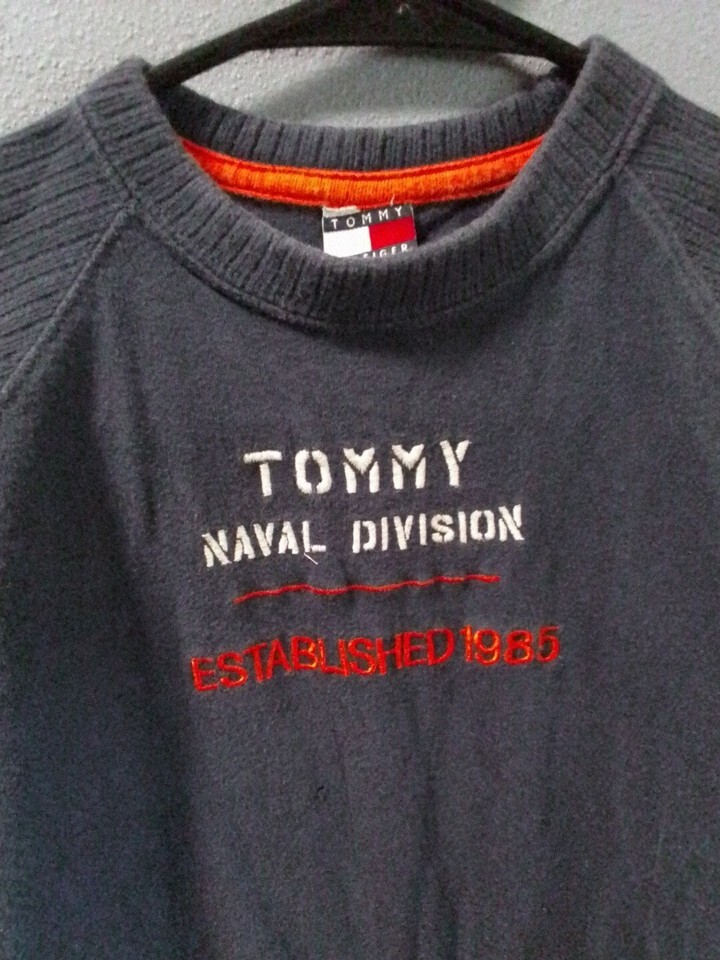 TOMMY
TOMMY
NAVAL DIVISION
ESTABLISHED 1985